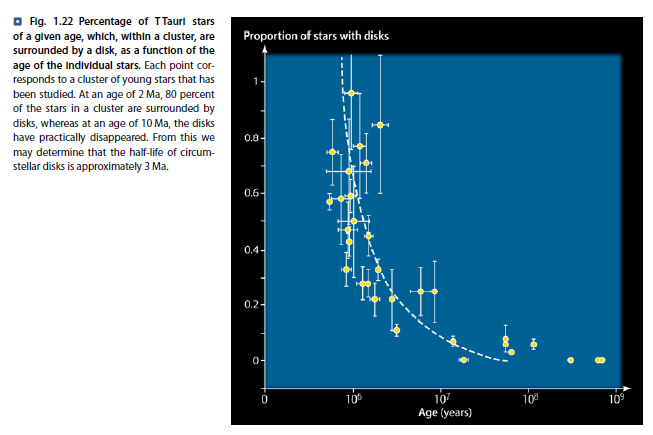 Fig. 1.22 Percentage of T Tauri stars
of a given age, which, within a cluster, are
surrounded by a disk, as a function of the
age of the individual stars. Each point cor-
responds to a cluster of young stars that has
been studied. At an age of 2 Ma, 80 percent
of the stars in a cluster are surrounded by
disks, whereas at an age of 10 Ma, the disks
have practically disappeared. From this we
may determine that the half-life of circum-
stellar disks is approximately 3 Ma.
Proportion of stars with disks
1
0.8
0.6
0.4
0.2
0
0 10⁶ 10⁷ 10⁸ 10⁹
Age (years)